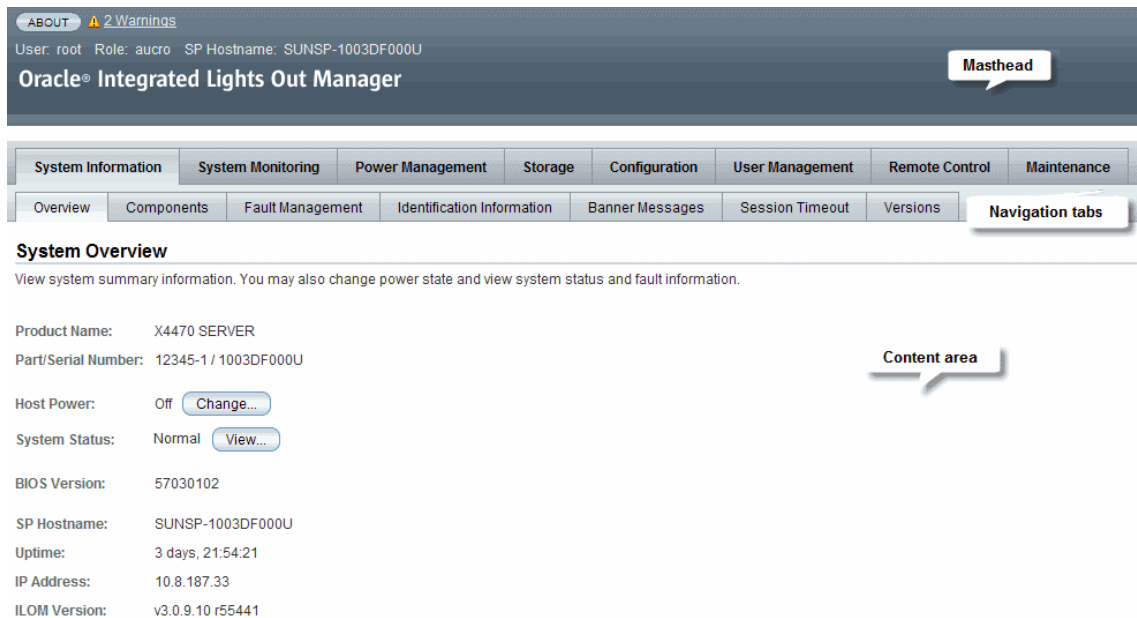 ABOUT 2 Warnings
User: root Role: aucro SP Hostname: SUNSP-1003DF000U
Oracle® Integrated Lights Out Manager
Masthead
System Information System Monitoring Power Management Storage Configuration User Management Remote Control Maintenance
Overview Components Fault Management Identification Information Banner Messages Session Timeout Versions
Navigation tabs
System Overview
View system summary information. You may also change power state and view system status and fault information.
Product Name: X4470 SERVER
Part/Serial Number: 12345-1 / 1003DF000U
Content area
Host Power: Off Change...
System Status: Normal View...
BIOS Version: 57030102
SP Hostname: SUNSP-1003DF000U
Uptime: 3 days, 21:54:21
IP Address: 10.8.187.33
ILOM Version: v3.0.9.10 r55441